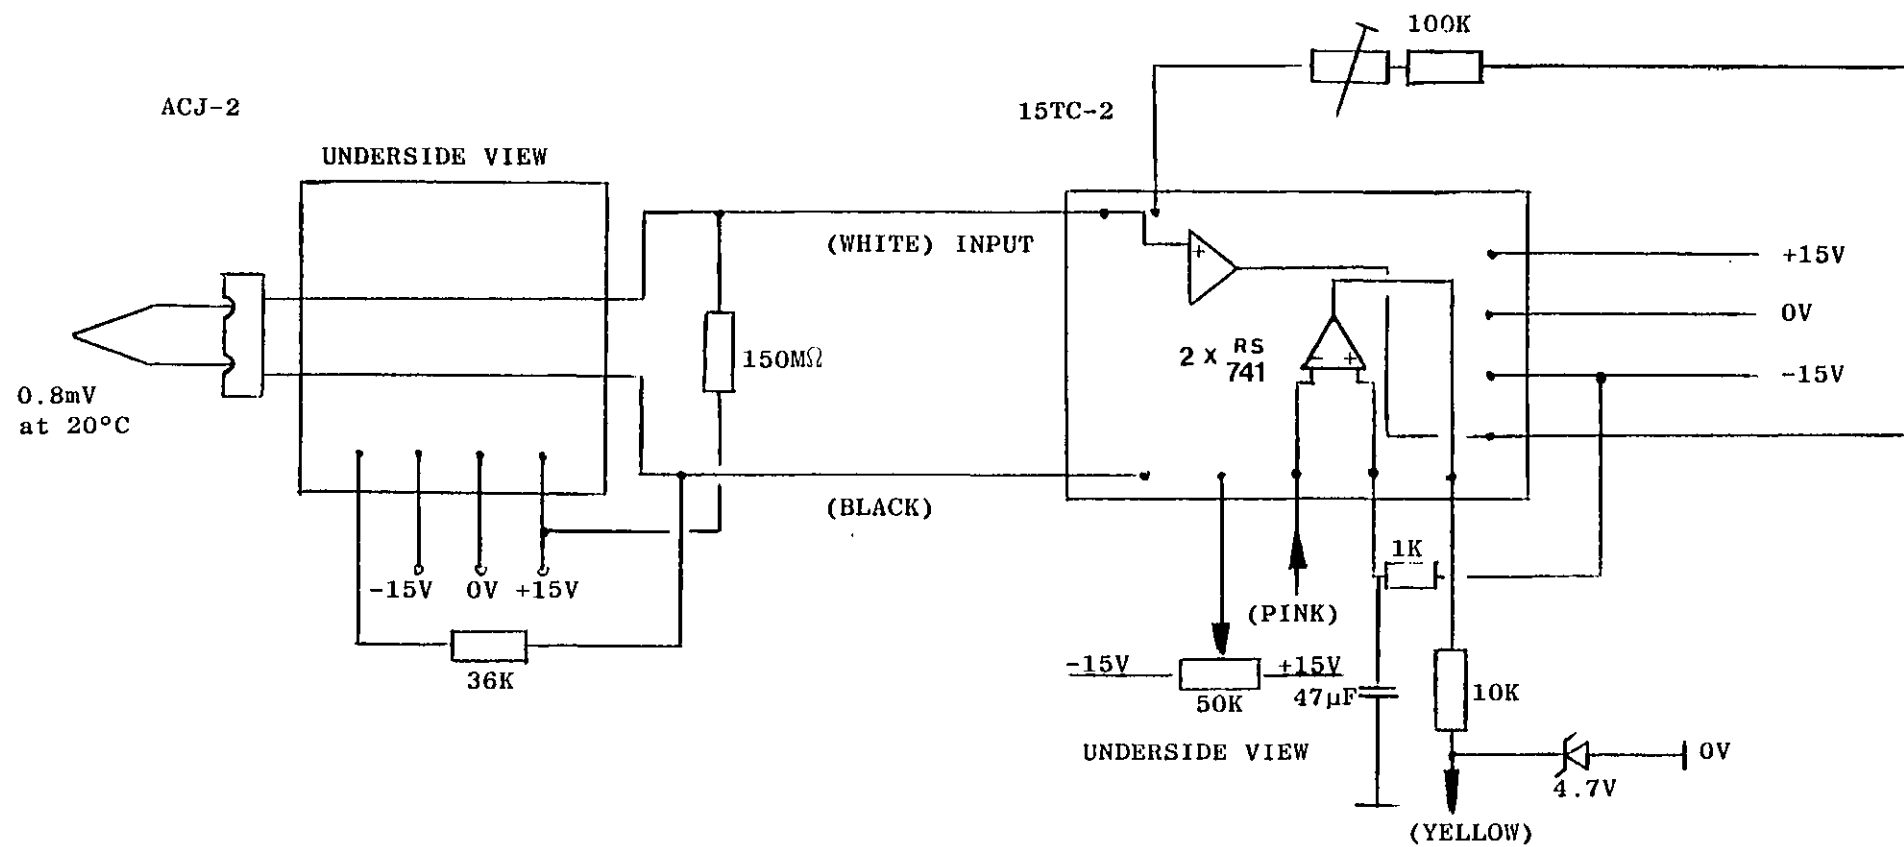 100K
ACJ-2
15TC-2
UNDERSIDE VIEW
(WHITE) INPUT
+15V
0V
2 X RS
741
150MΩ
-15V
0.8mV
at 20°C
(BLACK)
1K
-15V 0V +15V
(PINK)
-15V +15V
36K
50K
47µF
10K
UNDERSIDE VIEW
0V
4.7V
(YELLOW)